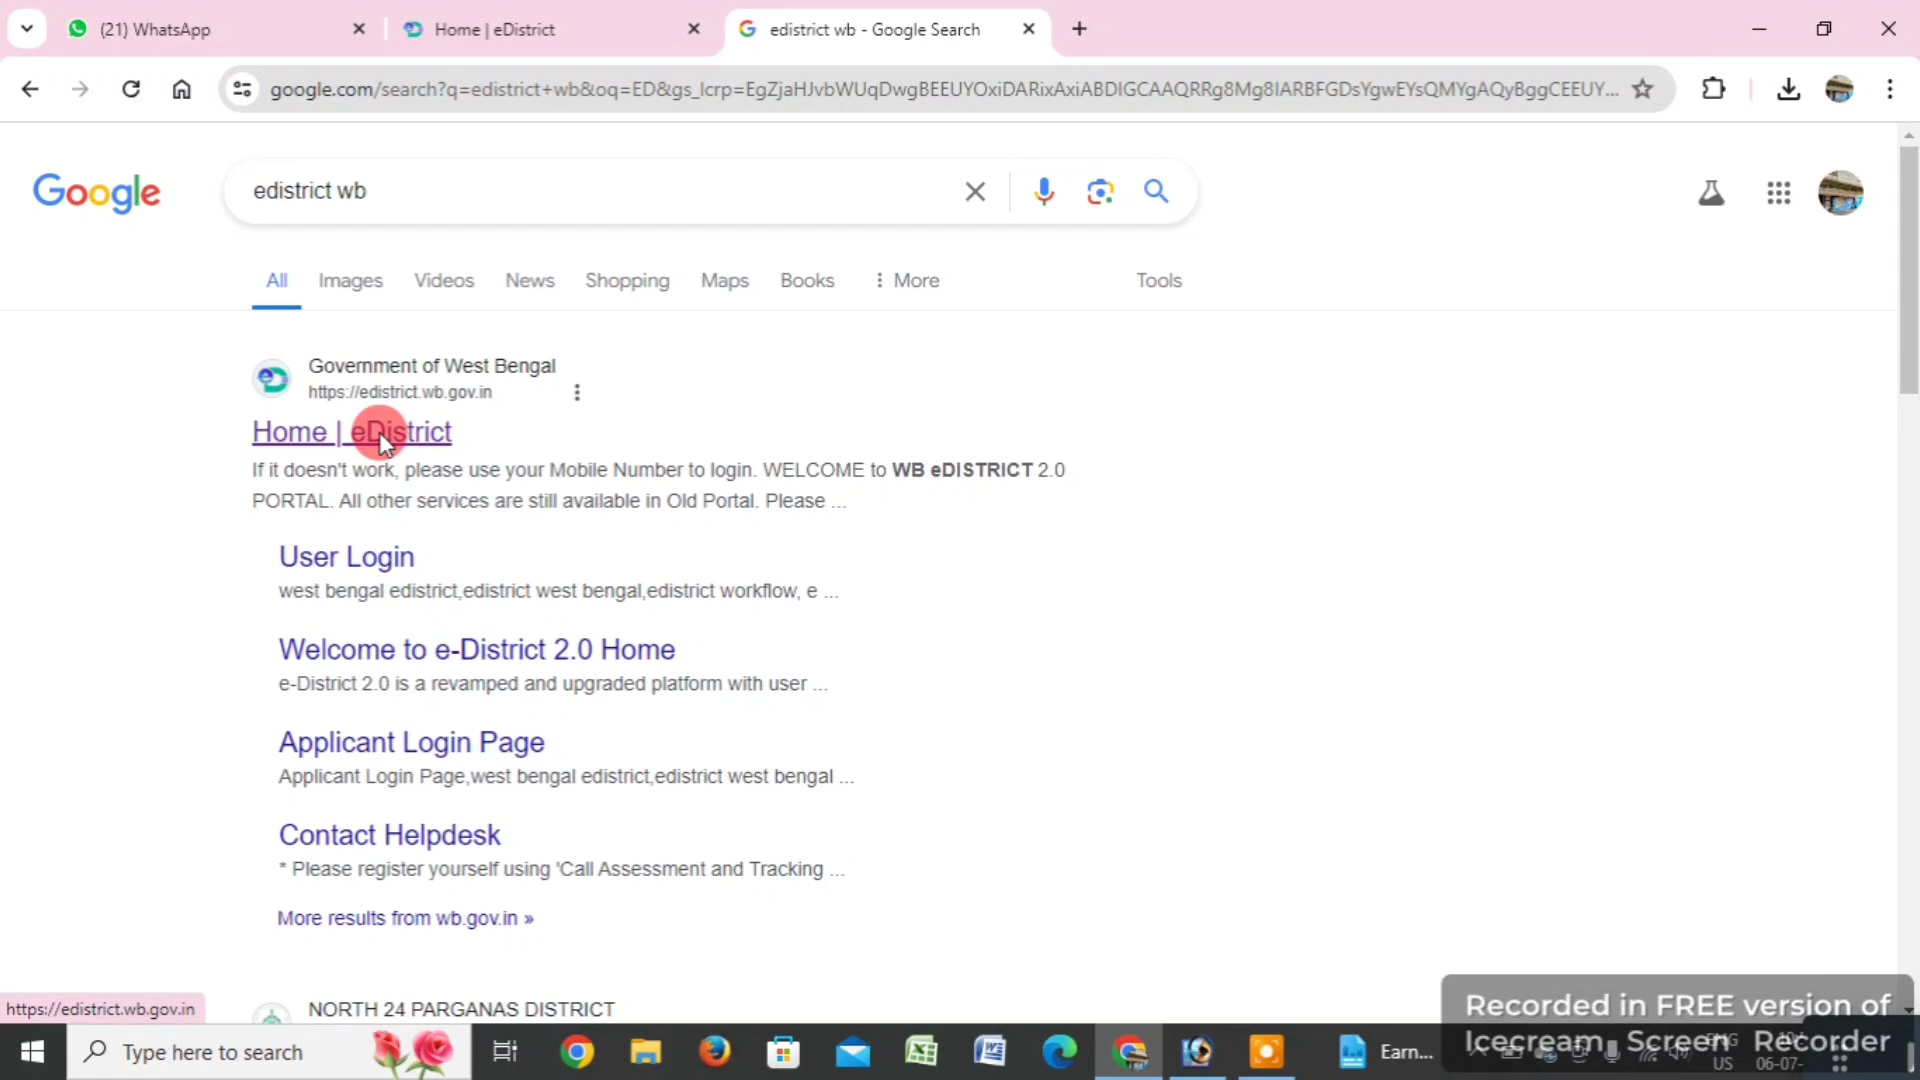 (21) WhatsApp
Home | eDistrict
edistrict wb - Google Search
google.com/search?q=edistrict+wb&oq=ED&gs_lcrp=EgZjaHJvbWUqDwgBEEUYOxiDARixAxiABDIGCAAQRRg8Mg8IARBFGDsYgwEYsQMYgAQyBggCEEUY...
Google
edistrict wb
All Images Videos News Shopping Maps Books More Tools
Government of West Bengal
https://edistrict.wb.gov.in
Home | eDistrict
If it doesn't work, please use your Mobile Number to login. WELCOME to WB eDISTRICT 2.0
PORTAL. All other services are still available in Old Portal. Please ...
User Login
west bengal edistrict,edistrict west bengal,edistrict workflow, e ...
Welcome to e-District 2.0 Home
e-District 2.0 is a revamped and upgraded platform with user ...
Applicant Login Page
Applicant Login Page,west bengal edistrict,edistrict west bengal ...
Contact Helpdesk
* Please register yourself using 'Call Assessment and Tracking ...
More results from wb.gov.in »
NORTH 24 PARGANAS DISTRICT
https://edistrict.wb.gov.in
Recorded in FREE version of
Icecream Screen Recorder
Type here to search
Earn...
ENG
US
06-07-